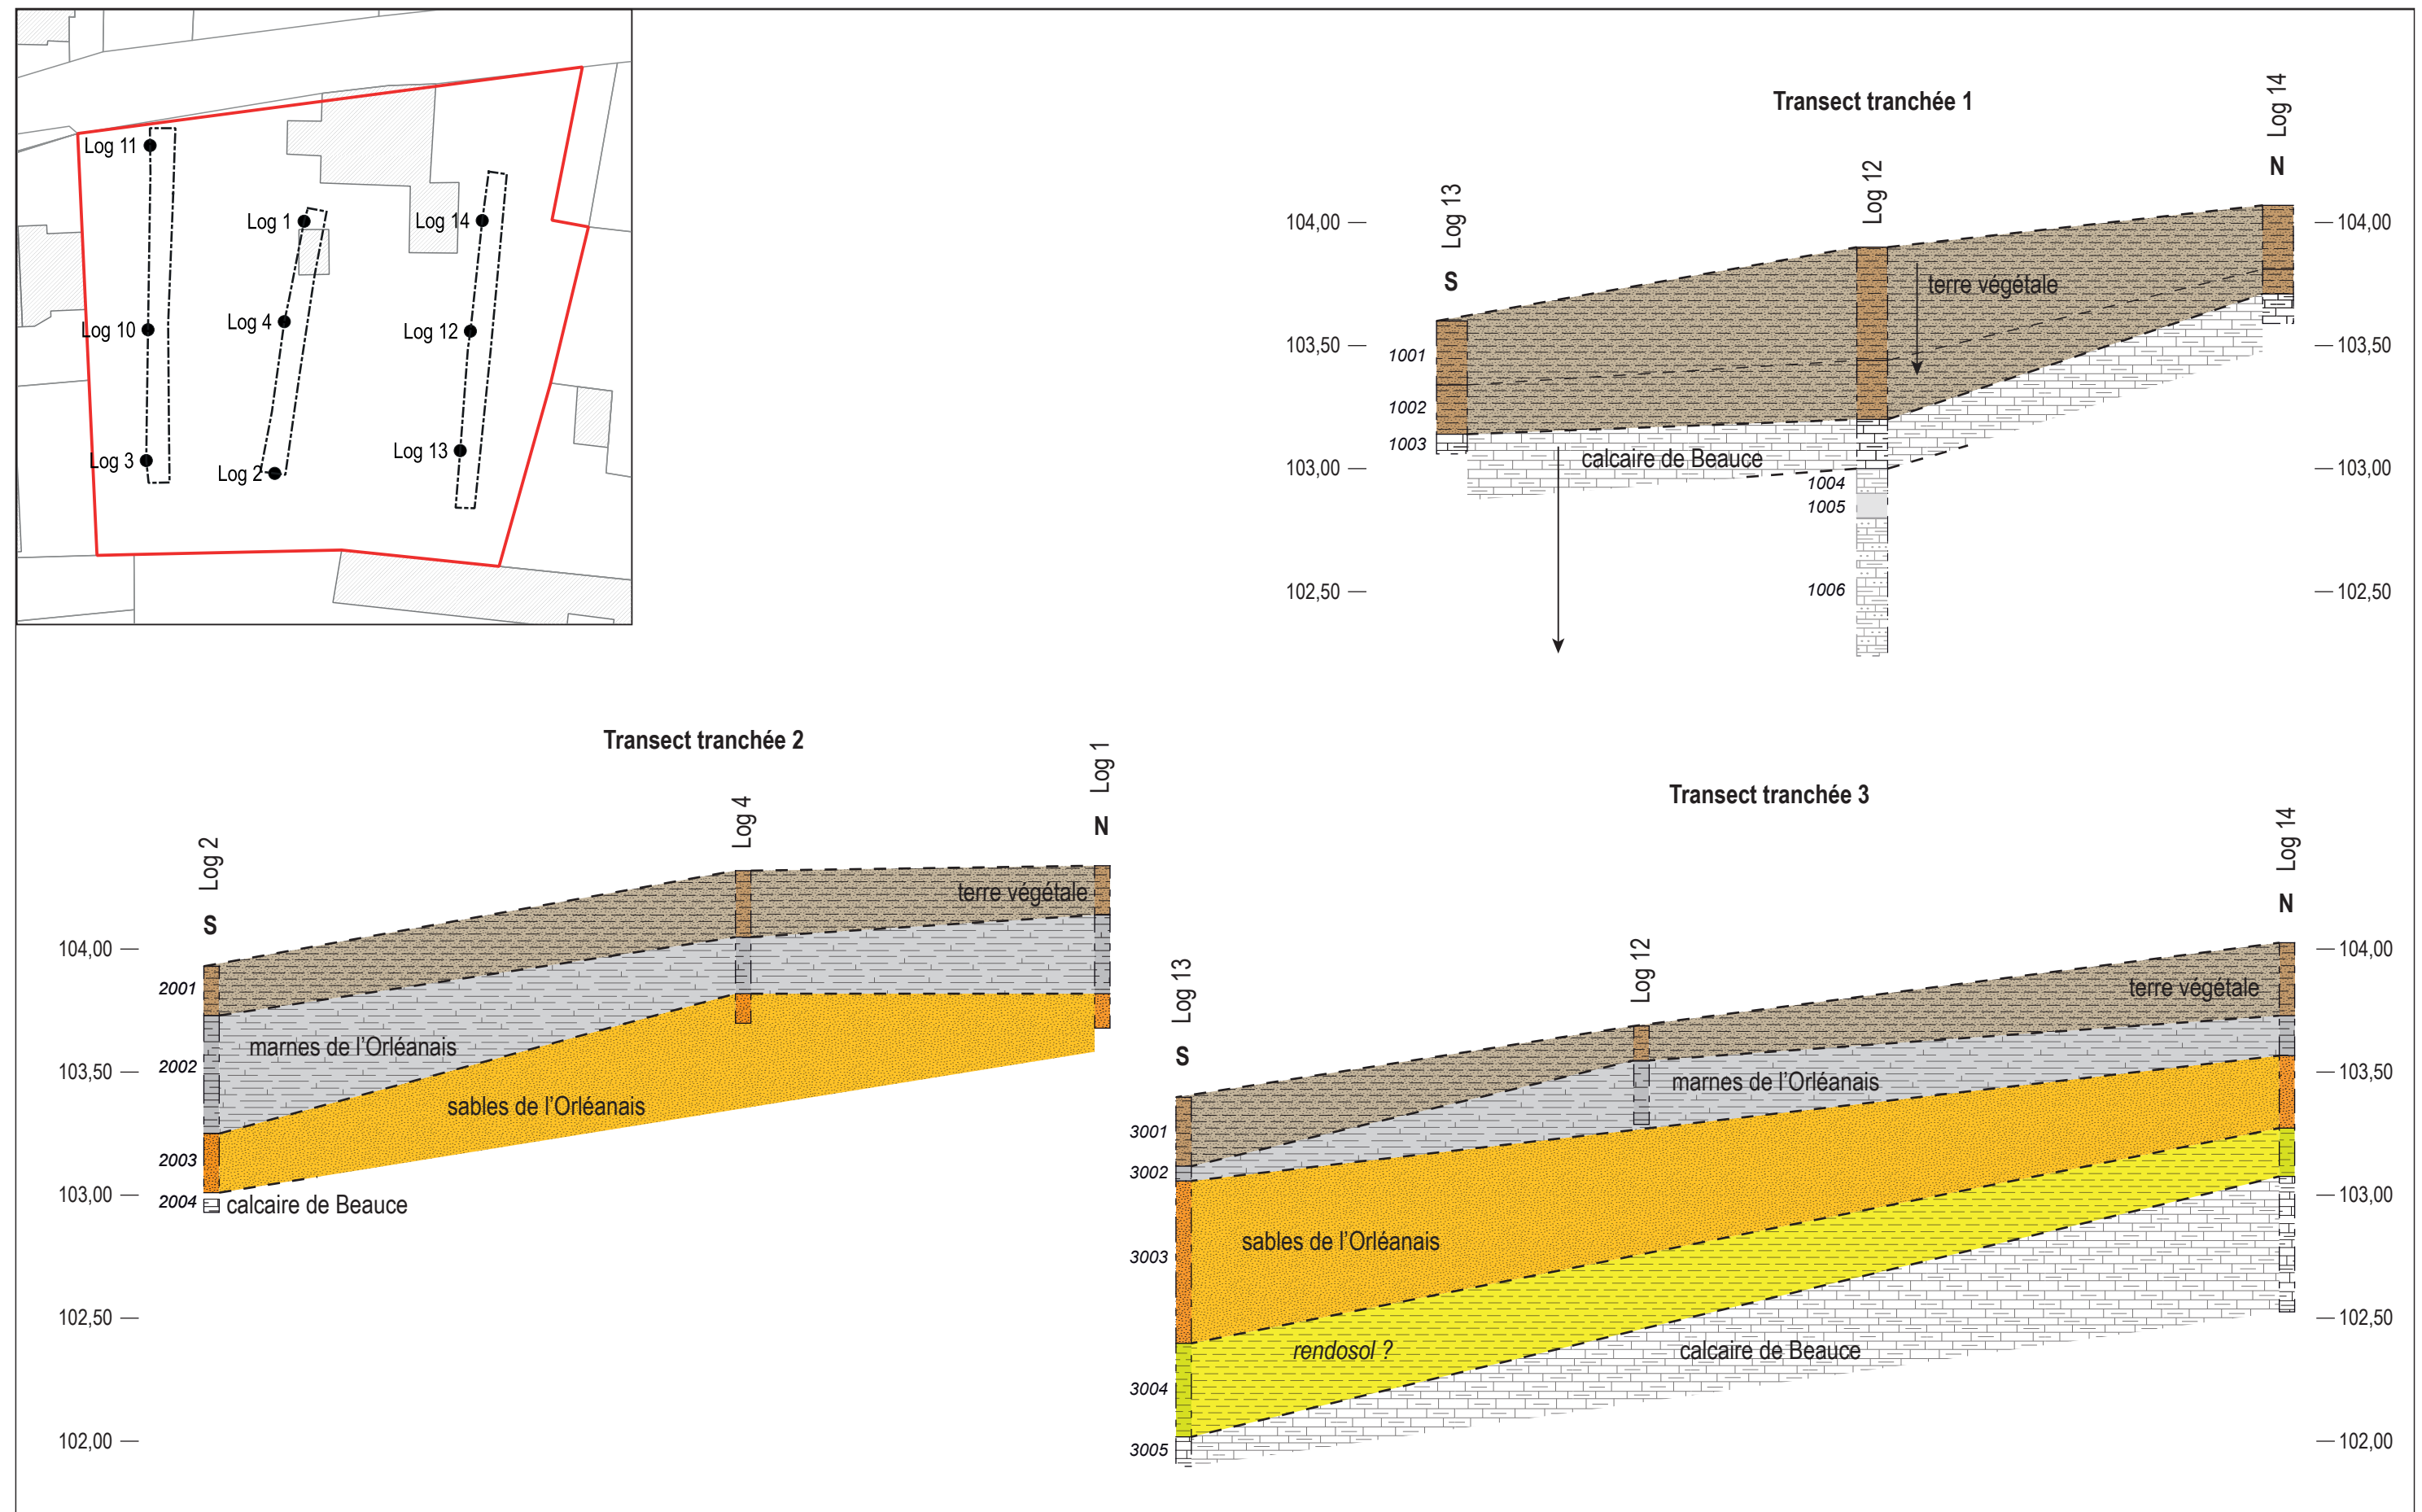 Log 11
Log 1
Log 14
Log 10
Log 4
Log 12
Log 3
Log 2
Log 13
Transect tranchée 1
Log 13
S
Log 12
Log 14
N
104,00
103,50
103,00
102,50
104,00
103,50
103,00
102,50
1001
1002
1003
1004
1005
1006
terre végétale
calcaire de Beauce
Transect tranchée 2
Log 2
S
Log 4
Log 1
N
104,00
103,50
103,00
102,50
102,00
2001
2002
2003
2004
terre végétale
marnes de l'Orléanais
sables de l'Orléanais
calcaire de Beauce
Transect tranchée 3
Log 13
S
Log 12
Log 14
N
104,00
103,50
103,00
102,50
102,00
3001
3002
3003
3004
3005
terre végétale
marnes de l'Orléanais
sables de l'Orléanais
rendosol ?
calcaire de Beauce